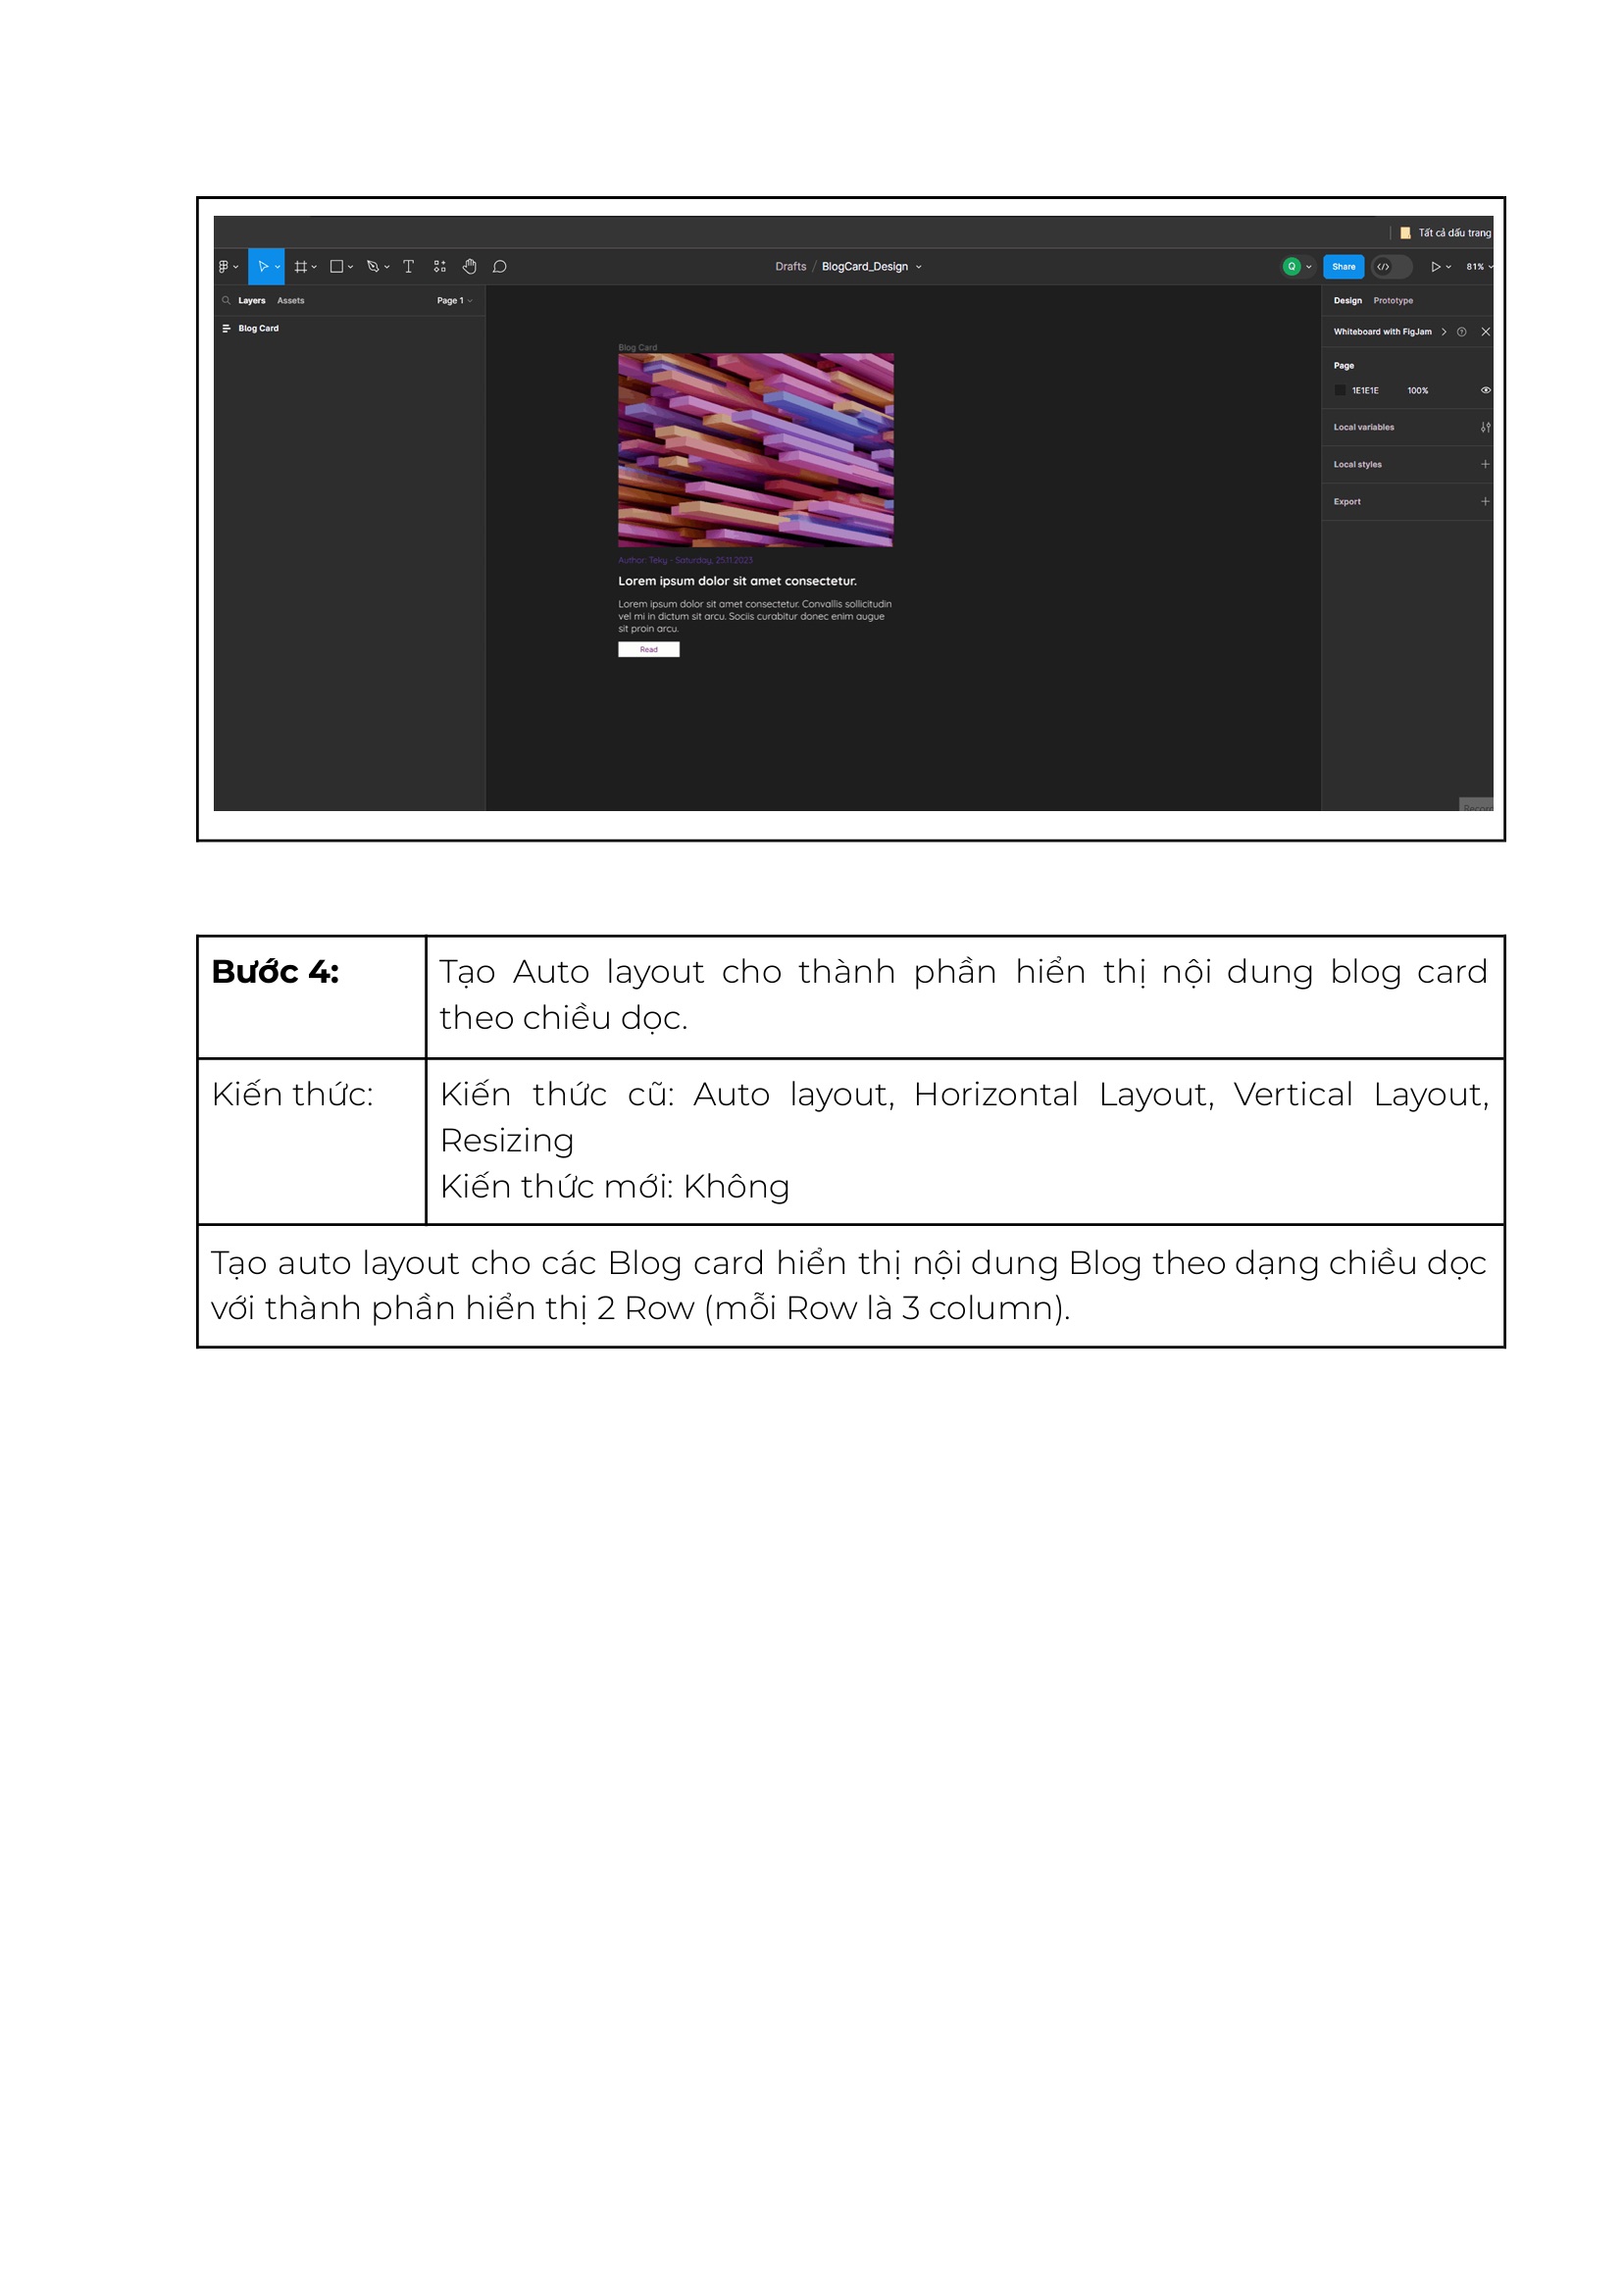 Tất cả dấu trang
Drafts / BlogCard_Design
Q
Share
81%
Layers Assets Page 1
Design Prototype
Blog Card
Whiteboard with FigJam
Page
1E1E1E 100%
Local variables
Local styles
Export
Blog Card
Author: Teky - Saturday, 25.11.2023
Lorem ipsum dolor sit amet consectetur.
Lorem ipsum dolor sit amet consectetur. Convallis sollicitudin
vel mi in dictum sit arcu. Sociis curabitur donec enim augue
sit proin arcu.
Read
Bước 4:
Tạo Auto layout cho thành phần hiển thị nội dung blog card
theo chiều dọc.
Kiến thức:
Kiến thức cũ: Auto layout, Horizontal Layout, Vertical Layout,
Resizing
Kiến thức mới: Không
Tạo auto layout cho các Blog card hiển thị nội dung Blog theo dạng chiều dọc
với thành phần hiển thị 2 Row (mỗi Row là 3 column).